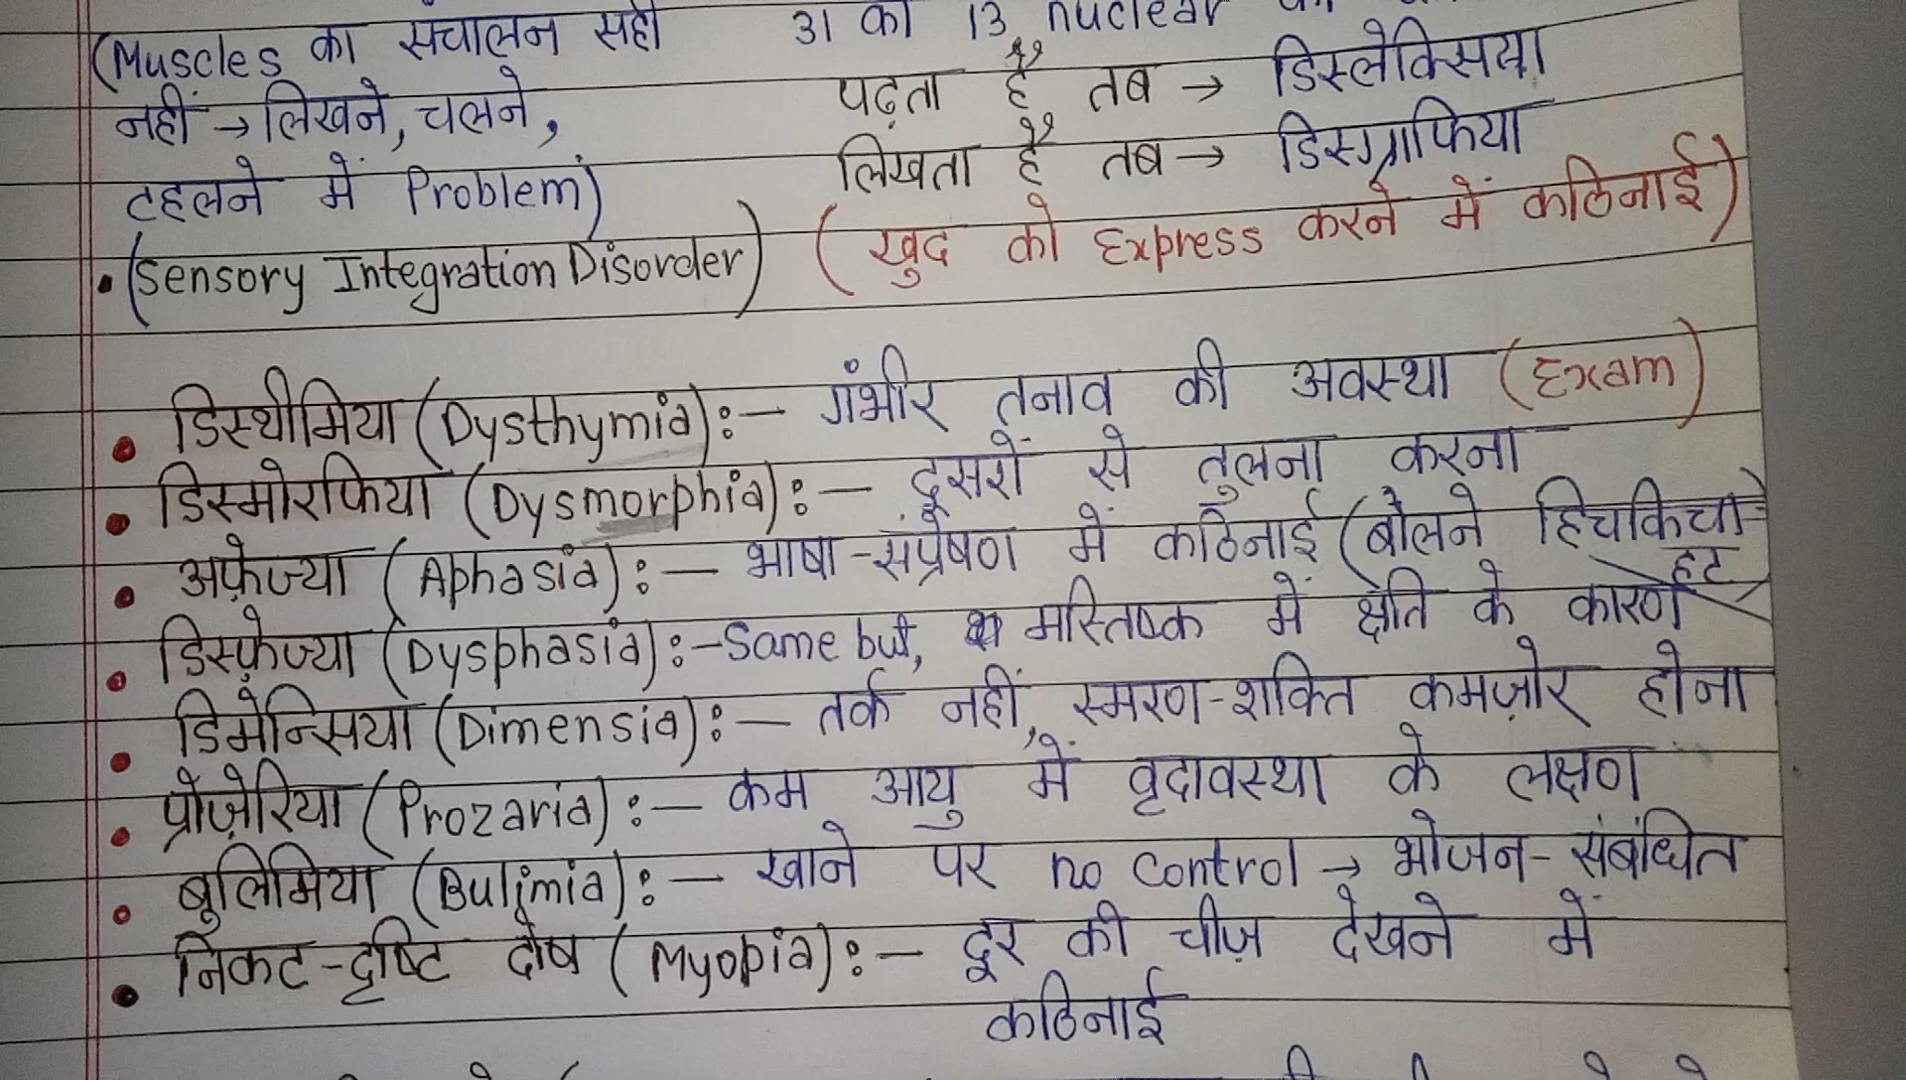 (Muscles का संचालन सही
नहीं → लिखने, चलने,
टहलने में Problem)
• (Sensory Integration Disorder)
31 को 13, nuclear
पढ़ता है, तब → डिस्लेक्सिया
लिखता है, तब → डिसग्राफिया
(खुद को Express करने में कठिनाई)
• डिस्थीमिया (Dysthymia):— गंभीर तनाव की अवस्था (Exam)
• डिस्मोरफिया (Dysmorphia):— दूसरों से तुलना करना
• अफ़ेज्या (Aphasia):— भाषा-संप्रेषण में कठिनाई (बोलने हिचकिचाहट)
• डिस्फ़ेज्या (Dysphasia):- Same but, मस्तिष्क में क्षति के कारण
• डिमेन्सिया (Dimensia):— तर्क नहीं, स्मरण-शक्ति कमज़ोर होना
• प्रोज़ेरिया (Prozaria):— कम आयु में वृदावस्था के लक्षण
• बुलिमिया (Bulimia):— खाने पर no control → भोजन-संबंधित
• निकट-दृष्टि दोष (Myopia):— दूर की चीज़ देखने में
कठिनाई